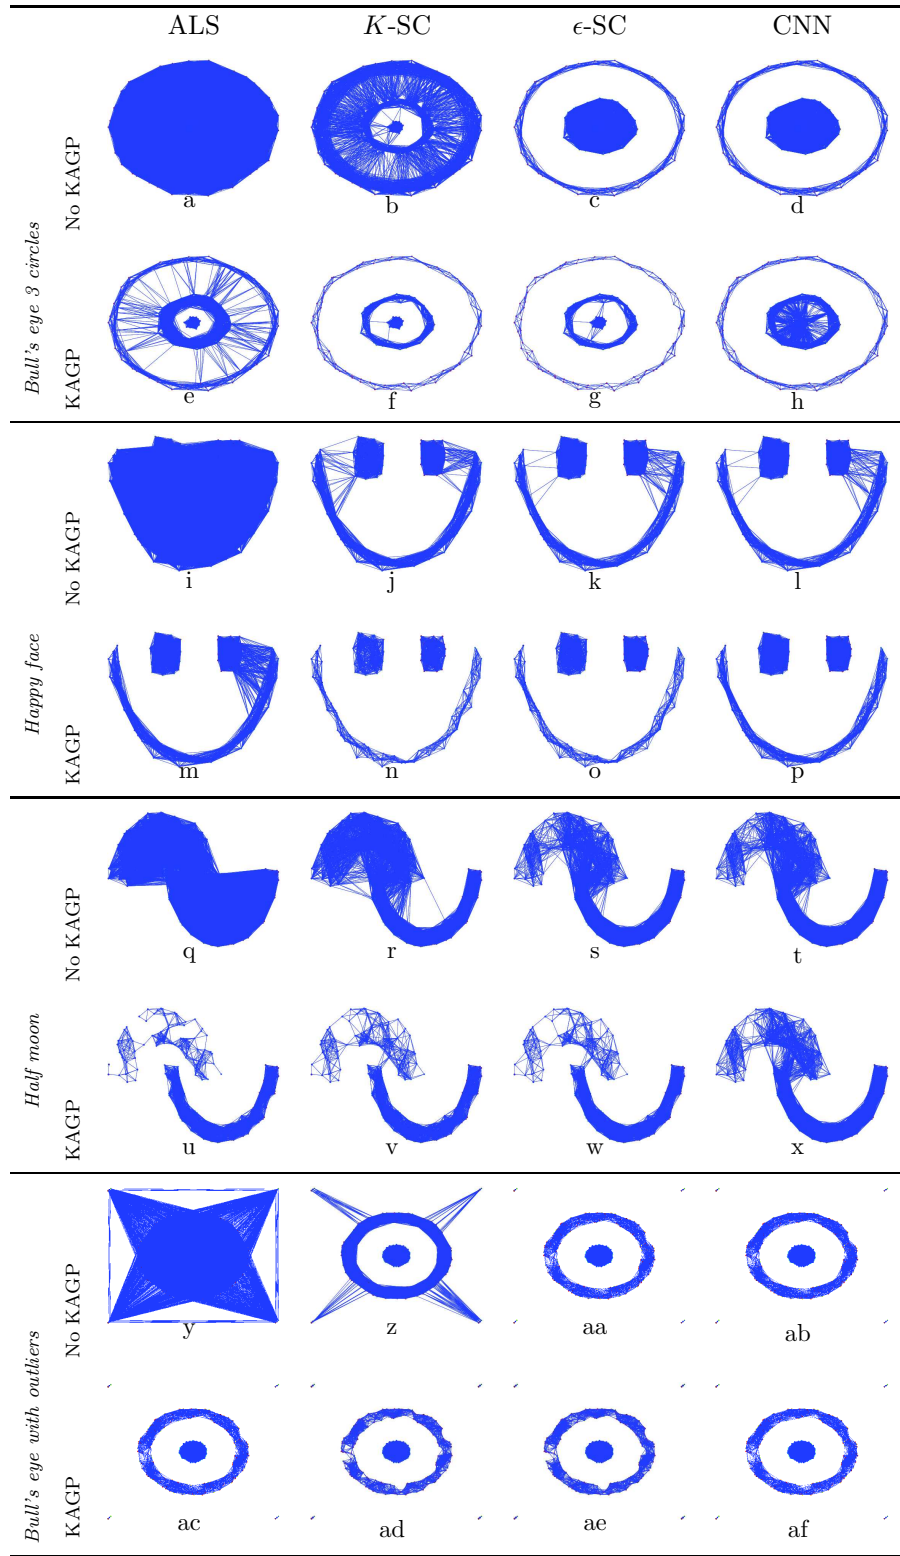 ALS K-SC ϵ-SC CNN
Bull's eye 3 circles
No KAGP
a b c d
KAGP
e f g h
Happy face
No KAGP
i j k l
KAGP
m n o p
Half moon
No KAGP
q r s t
KAGP
u v w x
Bull's eye with outliers
No KAGP
y z aa ab
KAGP
ac ad ae af